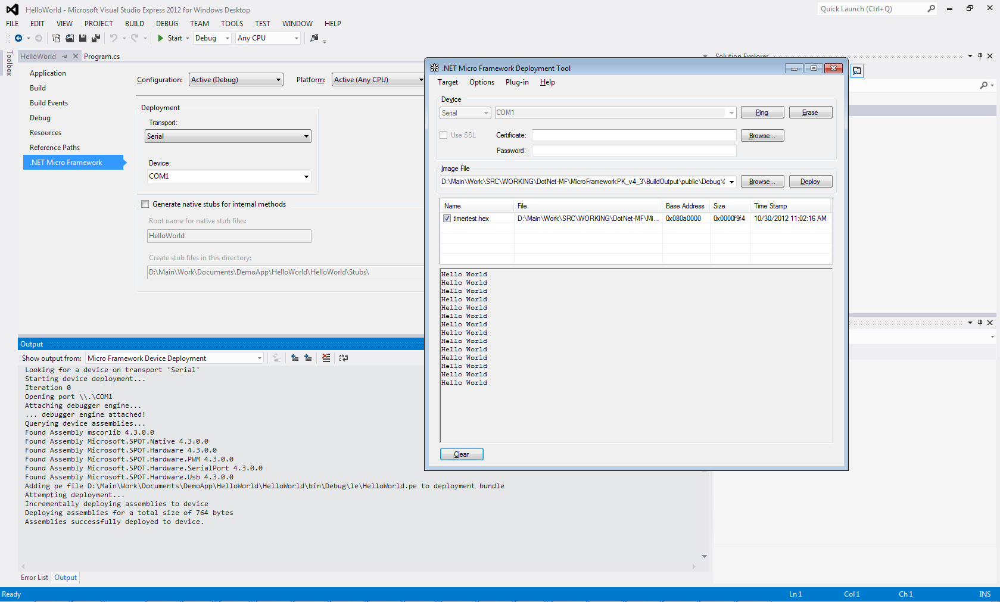 HelloWorld - Microsoft Visual Studio Express 2012 for Windows Desktop
Quick Launch (Ctrl+Q)
FILE EDIT VIEW PROJECT BUILD DEBUG TEAM TOOLS TEST WINDOW HELP
Start Debug Any CPU
Toolbox
HelloWorld Program.cs
Solution Explorer
Application
Build
Build Events
Debug
Resources
Reference Paths
.NET Micro Framework
Configuration: Active (Debug) Platform: Active (Any CPU)
Deployment
Transport:
Serial
Device:
COM1
Generate native stubs for internal methods
Root name for native stub files:
HelloWorld
Create stub files in this directory:
D:\Main\Work\Documents\DemoApp\HelloWorld\HelloWorld\Stubs\
.NET Micro Framework Deployment Tool
Target Options Plug-in Help
Device
Serial COM1 Ping Erase
Use SSL Certificate: Browse...
Password:
Image File
D:\Main\Work\SRC\WORKING\DotNet-MF\MicroFrameworkPK_v4_3\BuildOutput\public\Debug\( Browse... Deploy
Name File Base Address Size Time Stamp
timertest.hex D:\Main\Work\SRC\WORKING\DotNet-MF\Mi... 0x080a0000 0x0000f9f4 10/30/2012 11:02:16 AM
Hello World
Hello World
Hello World
Hello World
Hello World
Hello World
Hello World
Hello World
Hello World
Hello World
Hello World
Hello World
Hello World
Hello World
Clear
Output
Show output from: Micro Framework Device Deployment
Looking for a device on transport 'Serial'
Starting device deployment...
Iteration 0
Opening port \\.\COM1
Attaching debugger engine...
... debugger engine attached!
Querying device assemblies...
Found Assembly mscorlib 4.3.0.0
Found Assembly Microsoft.SPOT.Native 4.3.0.0
Found Assembly Microsoft.SPOT.Hardware 4.3.0.0
Found Assembly Microsoft.SPOT.Hardware.PWM 4.3.0.0
Found Assembly Microsoft.SPOT.Hardware.SerialPort 4.3.0.0
Found Assembly Microsoft.SPOT.Hardware.Usb 4.3.0.0
Adding pe file D:\Main\Work\Documents\DemoApp\HelloWorld\HelloWorld\bin\Debug\le\HelloWorld.pe to deployment bundle
Attempting deployment...
Incrementally deploying assemblies to device
Deploying assemblies for a total size of 764 bytes
Assemblies successfully deployed to device.
Error List Output
Ready Ln 1 Col 1 Ch 1 INS